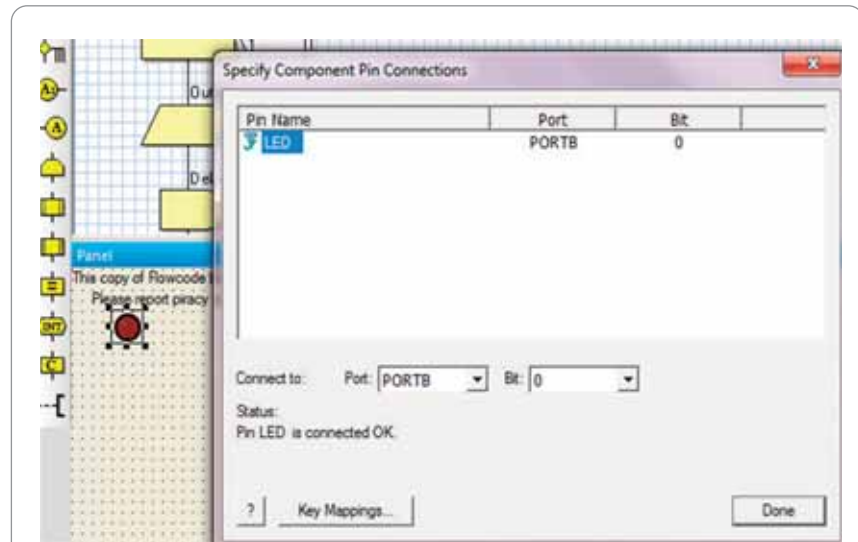 Specify Component Pin Connections
Pin Name Port Bit
LED PORTB 0
A
A
INT
C
Panel
This copy of Flowcode
Please report piracy
Connect to: Port: PORTB Bit: 0
Status:
Pin LED is connected OK.
? Key Mappings... Done